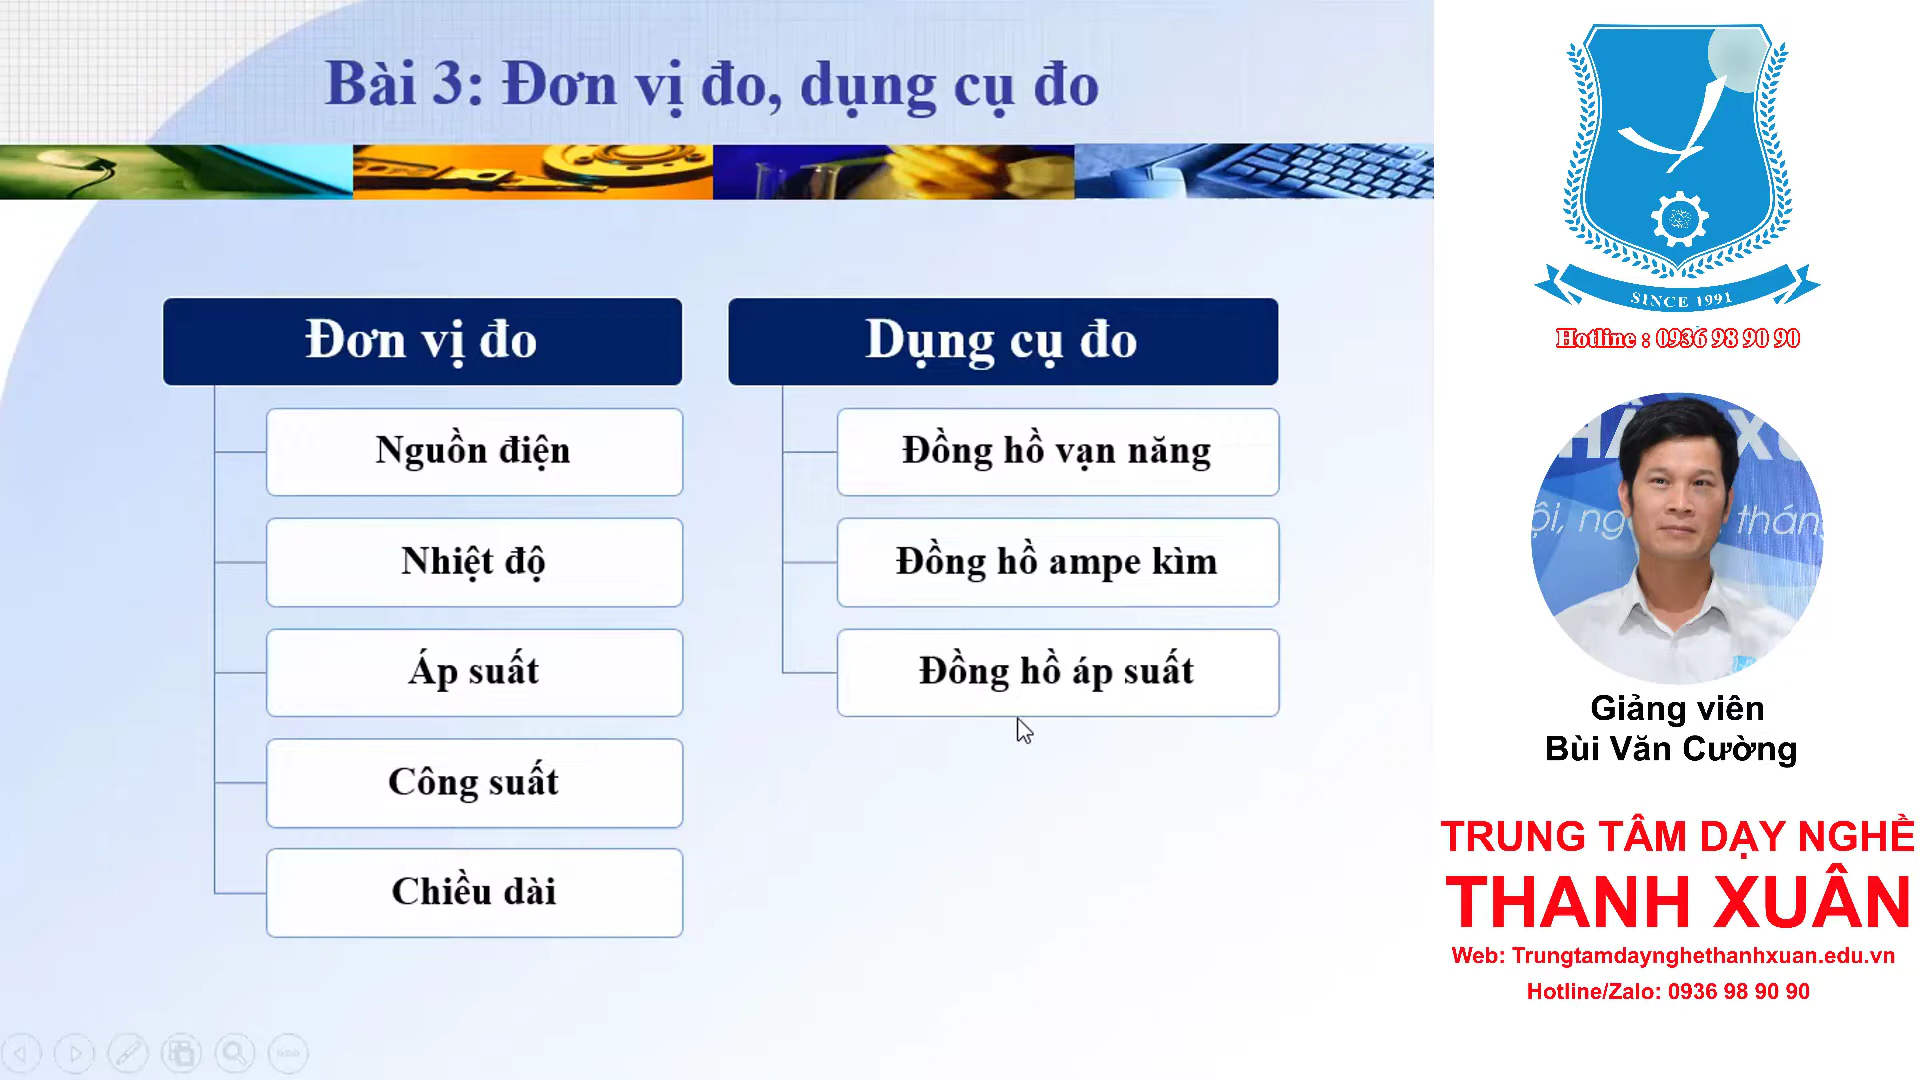 Bài 3: Đơn vị đo, dụng cụ đo
Đơn vị đo
Nguồn điện
Nhiệt độ
Áp suất
Công suất
Chiều dài
Dụng cụ đo
Đồng hồ vạn năng
Đồng hồ ampe kìm
Đồng hồ áp suất
SINCE 1991
Hotline : 0936 98 90 90
Giảng viên
Bùi Văn Cường
TRUNG TÂM DẠY NGHỀ
THANH XUÂN
Web: Trungtamdaynghethanhxuan.edu.vn
Hotline/Zalo: 0936 98 90 90